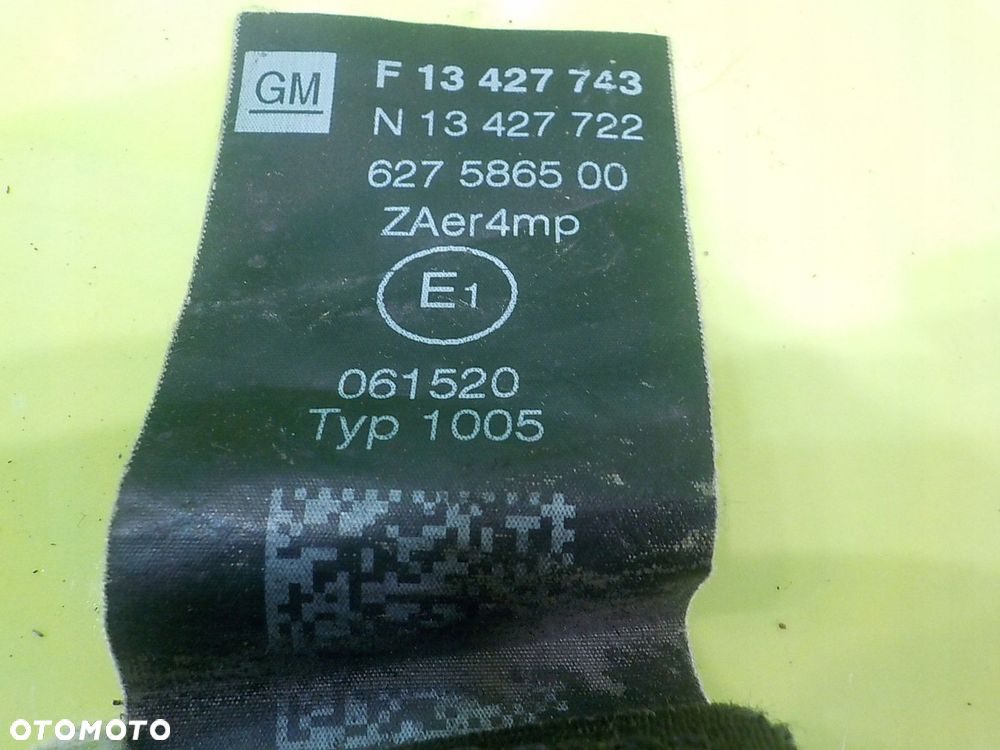 GM
F 13 427 743
N 13 427 722
627 5865 00
ZAer4mp
E1
061520
Typ 1005
OTOMOTO